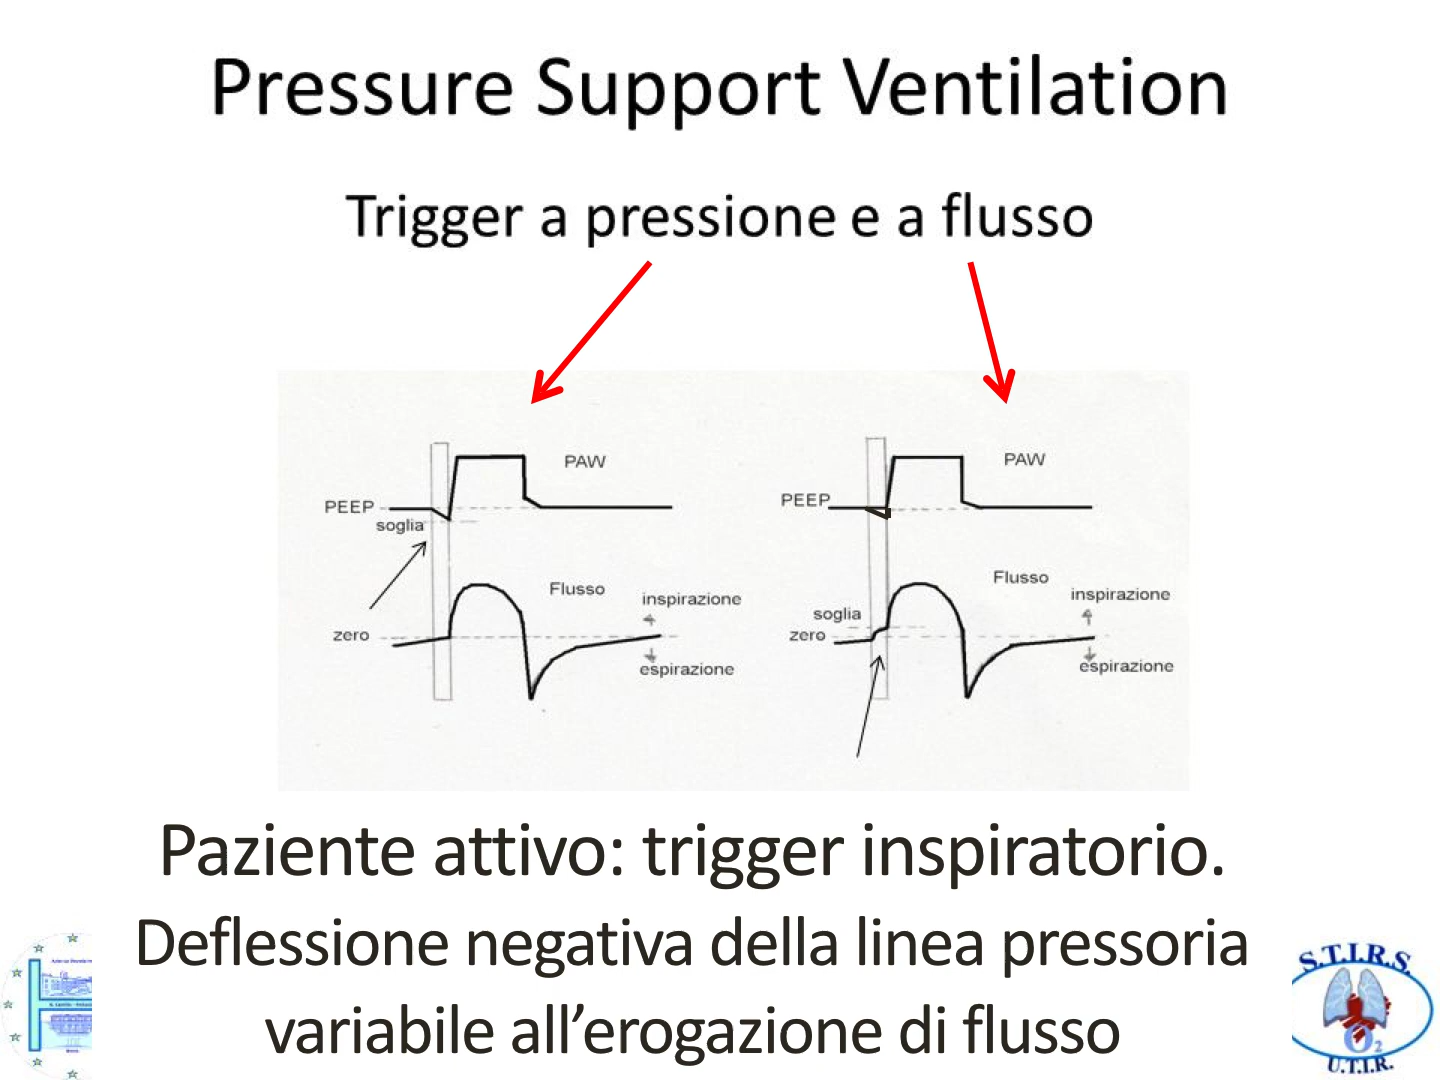 Pressure Support Ventilation
Trigger a pressione e a flusso
PAW
PEEP
soglia
Flusso
inspirazione
zero
espirazione
PAW
PEEP
Flusso
inspirazione
soglia
zero
espirazione
Paziente attivo: trigger inspiratorio.
Deflessione negativa della linea pressoria
variabile all’erogazione di flusso
S.T.I.R.S.
O2
U.T.I.R.